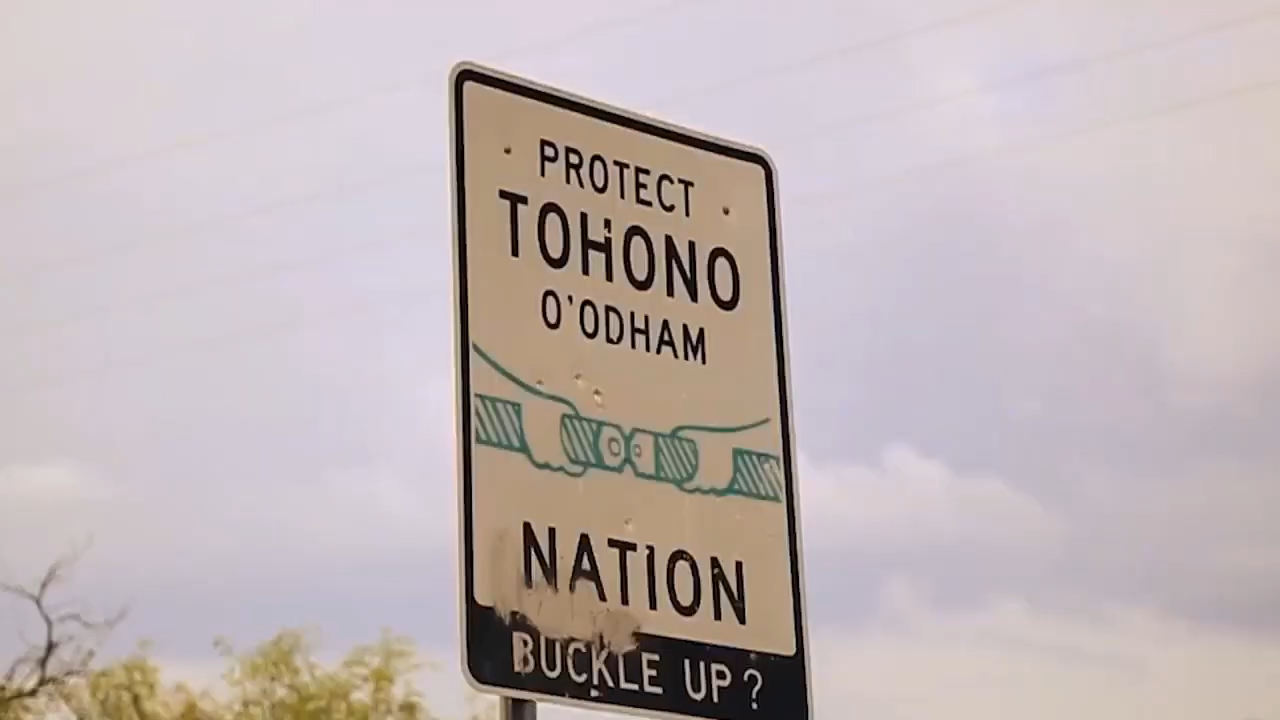 PROTECT
TOHONO
O'ODHAM
NATION
BUCKLE UP?